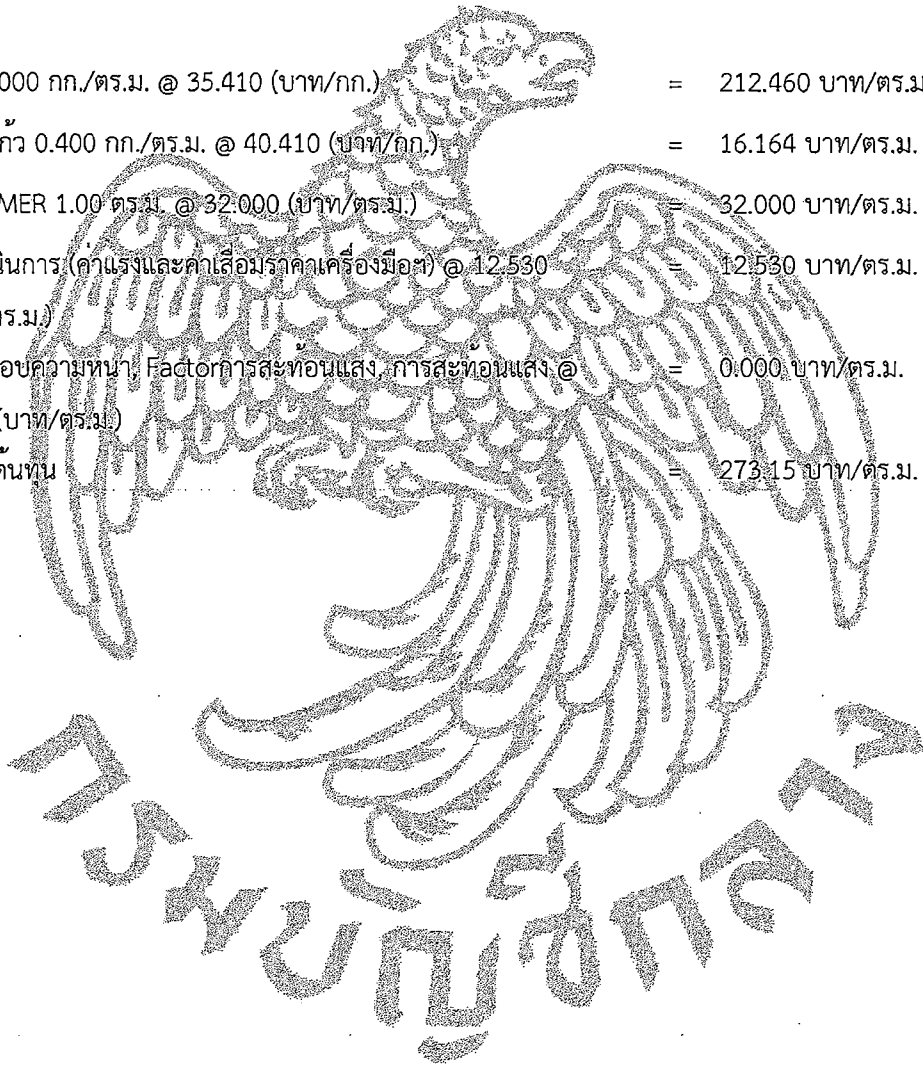 000 กก./ตร.ม. @ 35.410 (บาท/กก.) = 212.460 บาท/ตร.ม
ก้ว 0.400 กก./ตร.ม. @ 40.410 (บาท/กก.) = 16.164 บาท/ตร.ม.
MER 1.00 ตร.ม. @ 32.000 (บาท/ตร.ม.) = 32.000 บาท/ตร.ม.
นินการ (ค่าแรงและค่าเสื่อมราคาเครื่องมือฯ) @ 12.530 = 12.530 บาท/ตร.ม.
ร.ม.)
อบความหนา, Factorการสะท้อนแสง, การสะท้อนแสง @ = 0.000 บาท/ตร.ม.
(บาท/ตร.ม.)
ต้นทุน = 273.15 บาท/ตร.ม.
กรมบัญชีกลาง